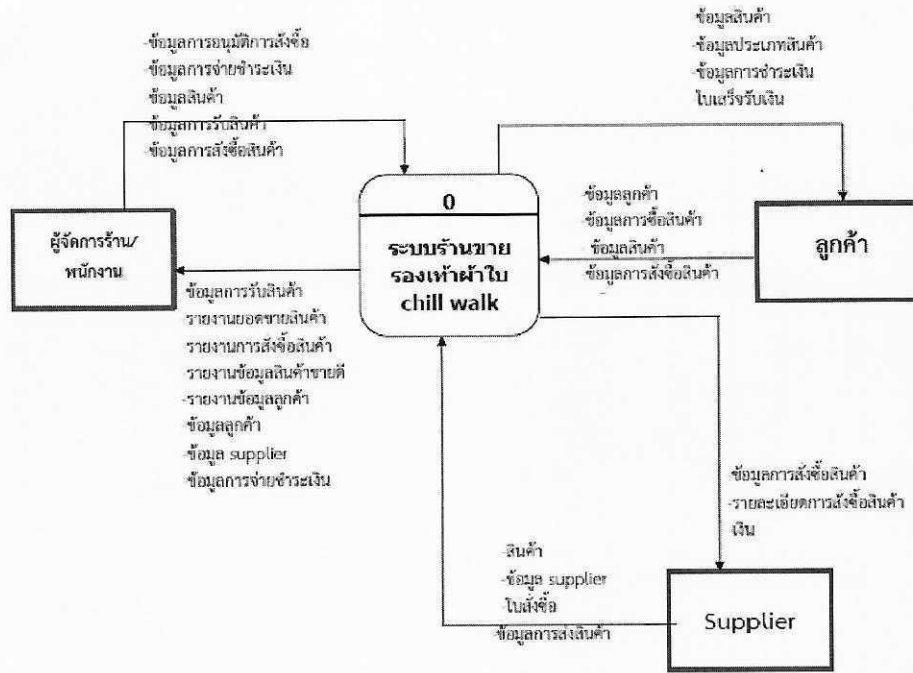 -ข้อมูลการอนุมัติการสั่งซื้อ
-ข้อมูลการจ่ายชำระเงิน
ข้อมูลสินค้า
-ข้อมูลการรับสินค้า
-ข้อมูลการสั่งซื้อสินค้า
ข้อมูลสินค้า
-ข้อมูลประเภทสินค้า
-ข้อมูลการชำระเงิน
ใบเสร็จรับเงิน
ผู้จัดการร้าน/
พนักงาน
0
ระบบร้านขาย
รองเท้าผ้าใบ
chill walk
-ข้อมูลลูกค้า
-ข้อมูลการซื้อสินค้า
-ข้อมูลสินค้า
ข้อมูลการสั่งซื้อสินค้า
ลูกค้า
ข้อมูลการรับสินค้า
รายงานยอดขายสินค้า
รายงานการสั่งซื้อสินค้า
รายงานข้อมูลสินค้าขายดี
-รายงานข้อมูลลูกค้า
-ข้อมูลลูกค้า
-ข้อมูล supplier
ข้อมูลการจ่ายชำระเงิน
ข้อมูลการสั่งซื้อสินค้า
-รายละเอียดการสั่งซื้อสินค้า
เงิน
-สินค้า
-ข้อมูล supplier
-ใบสั่งซื้อ
ข้อมูลการส่งสินค้า
Supplier